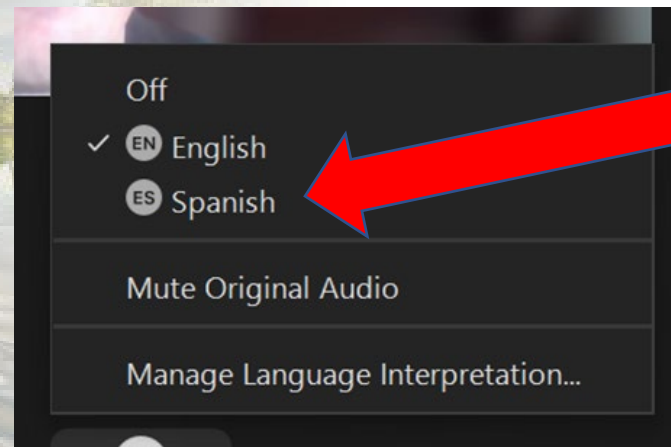 Off
EN English
ES Spanish
Mute Original Audio
Manage Language Interpretation...